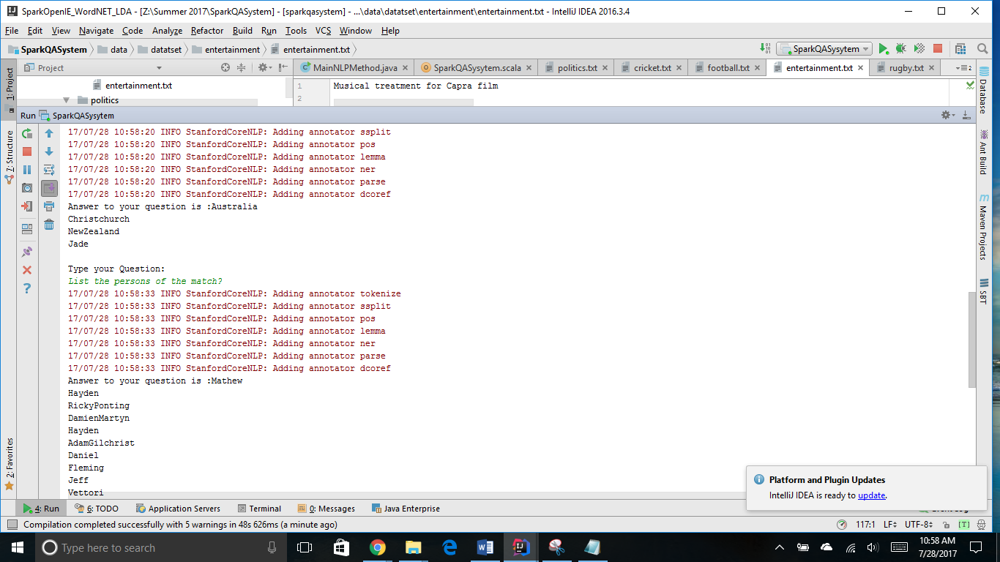 SparkOpenIE_WordNET_LDA - [Z:\Summer 2017\SparkQASystem] - [sparkqasystem] - ...\data\datatset\entertainment\entertainment.txt - IntelliJ IDEA 2016.3.4
File Edit View Navigate Code Analyze Refactor Build Run Tools VCS Window Help
SparkQASystem data datatset entertainment entertainment.txt SparkQASysytem
1: Project
Project
MainNLPMethod.java SparkQASysytem.scala politics.txt cricket.txt football.txt entertainment.txt rugby.txt 2
entertainment.txt
politics
1 Musical treatment for Capra film
2
Run SparkQASysytem
17/07/28 10:58:20 INFO StanfordCoreNLP: Adding annotator ssplit
17/07/28 10:58:20 INFO StanfordCoreNLP: Adding annotator pos
17/07/28 10:58:20 INFO StanfordCoreNLP: Adding annotator lemma
17/07/28 10:58:20 INFO StanfordCoreNLP: Adding annotator ner
17/07/28 10:58:20 INFO StanfordCoreNLP: Adding annotator parse
17/07/28 10:58:20 INFO StanfordCoreNLP: Adding annotator dcoref
Answer to your question is :Australia
Christchurch
NewZealand
Jade
Type your Question:
List the persons of the match?
17/07/28 10:58:33 INFO StanfordCoreNLP: Adding annotator tokenize
17/07/28 10:58:33 INFO StanfordCoreNLP: Adding annotator ssplit
17/07/28 10:58:33 INFO StanfordCoreNLP: Adding annotator pos
17/07/28 10:58:33 INFO StanfordCoreNLP: Adding annotator lemma
17/07/28 10:58:33 INFO StanfordCoreNLP: Adding annotator ner
17/07/28 10:58:33 INFO StanfordCoreNLP: Adding annotator parse
17/07/28 10:58:33 INFO StanfordCoreNLP: Adding annotator dcoref
Answer to your question is :Mathew
Hayden
RickyPonting
DamienMartyn
Hayden
AdamGilchrist
Daniel
Fleming
Jeff
Vettori
Z: Structure
2: Favorites
Database
Ant Build
m
Maven Projects
SBT
Platform and Plugin Updates
IntelliJ IDEA is ready to update.
4: Run 6: TODO Application Servers Terminal 0: Messages Java Enterprise
Compilation completed successfully with 5 warnings in 48s 626ms (a minute ago) 117:1 LF÷ UTF-8÷ [T]
Type here to search
10:58 AM
7/28/2017